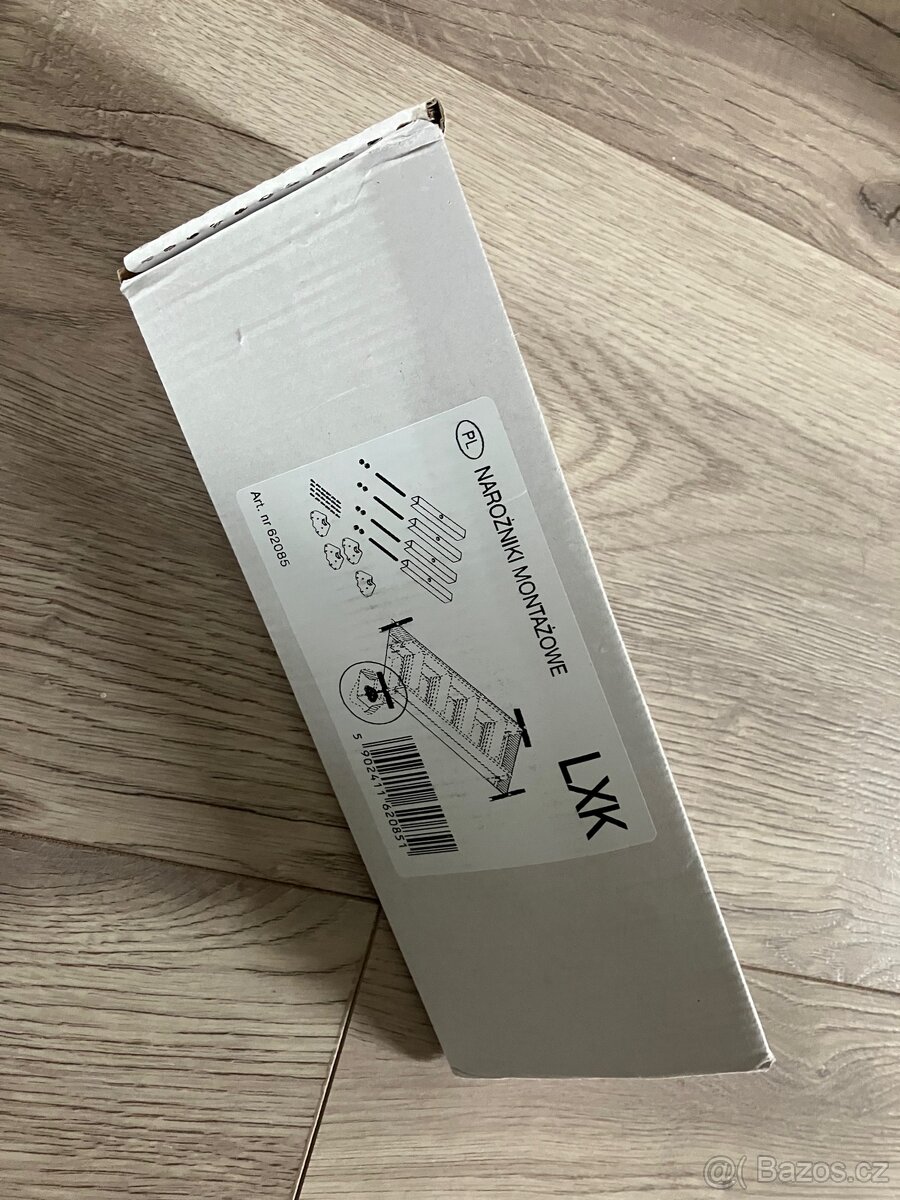 PL
NAROŻNIKI MONTAŻOWE
Art. nr 62085
LXK
5 902411 620851
@( Bazos.cz